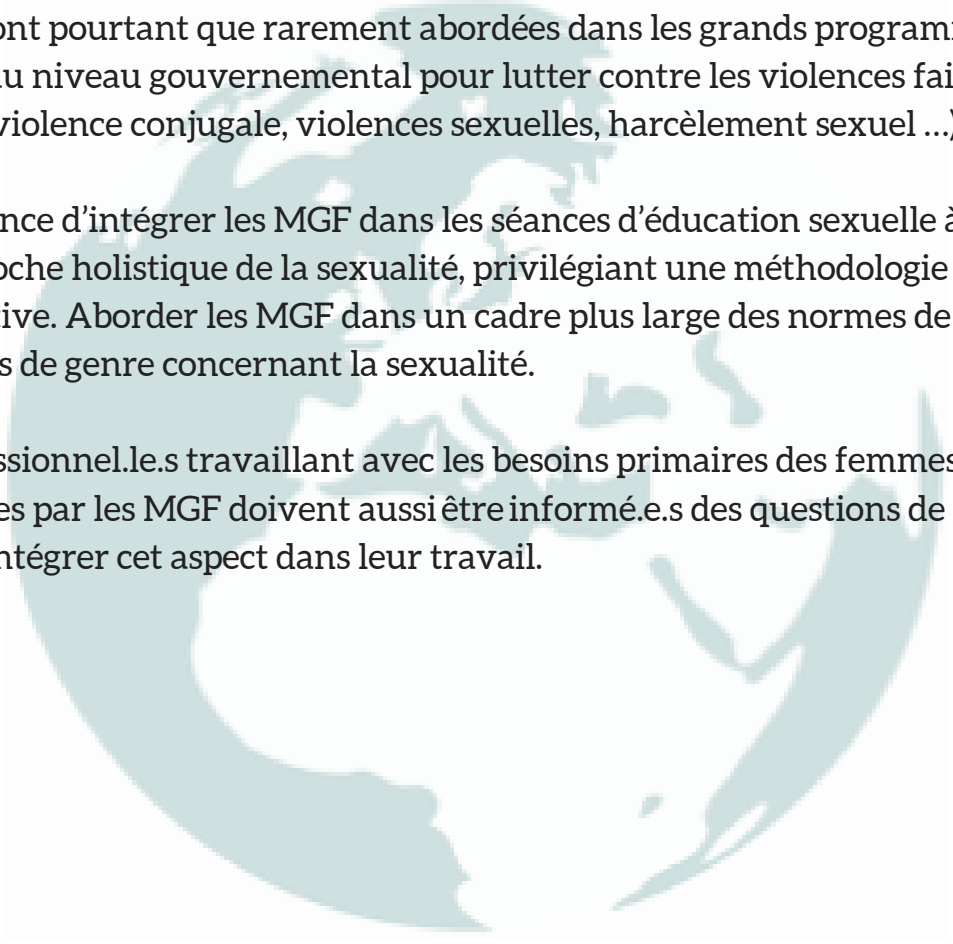 ont pourtant que rarement abordées dans les grands program
u niveau gouvernemental pour lutter contre les violences fai
violence conjugale, violences sexuelles, harcèlement sexuel ...)
nce d'intégrer les MGF dans les séances d'éducation sexuelle à
oche holistique de la sexualité, privilégiant une méthodologie
tive. Aborder les MGF dans un cadre plus large des normes de
s de genre concernant la sexualité.
ssionnel.le.s travaillant avec les besoins primaires des femmes
es par les MGF doivent aussi être informé.e.s des questions de
ntégrer cet aspect dans leur travail.